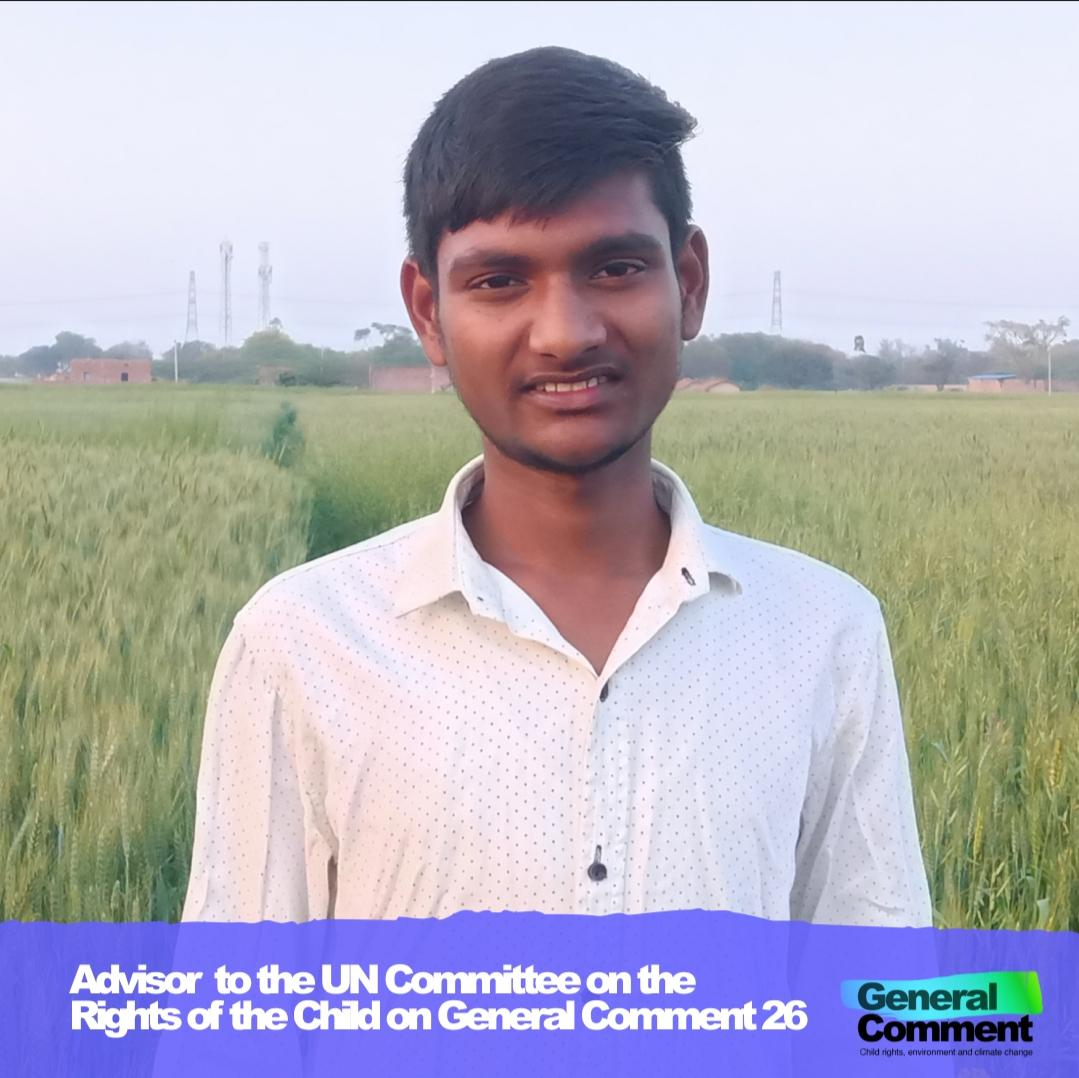 Advisor to the UN Committee on the
Rights of the Child on General Comment 26
General
Comment
Child rights, environment and climate change